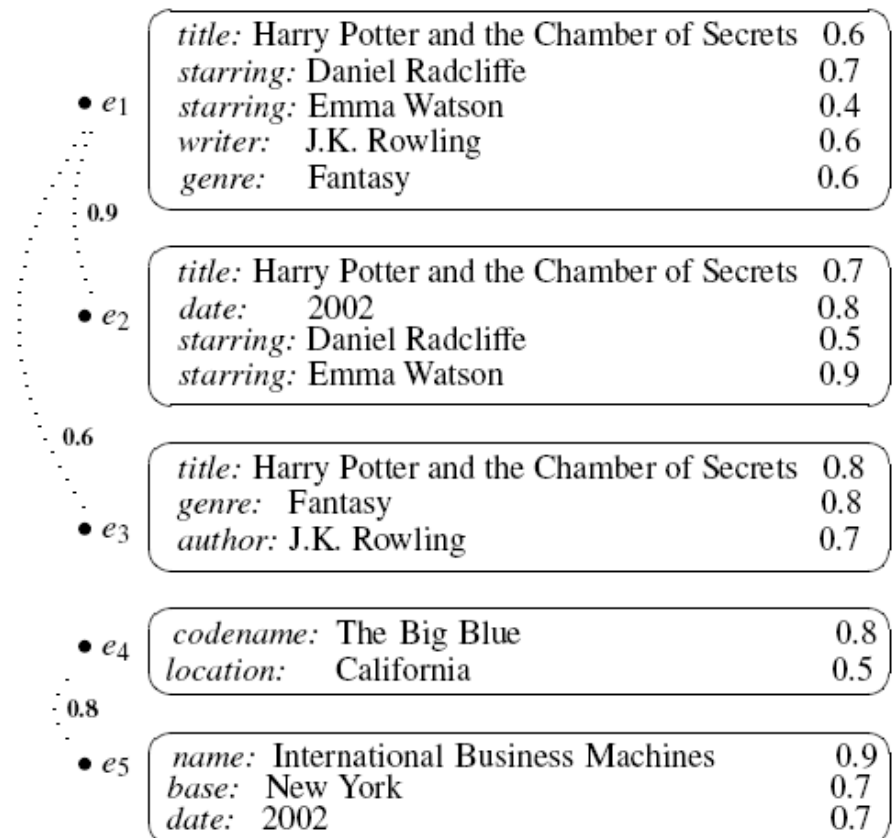 title: Harry Potter and the Chamber of Secrets 0.6
starring: Daniel Radcliffe 0.7
• e1 starring: Emma Watson 0.4
writer: J.K. Rowling 0.6
genre: Fantasy 0.6
0.9
title: Harry Potter and the Chamber of Secrets 0.7
• e2 date: 2002 0.8
starring: Daniel Radcliffe 0.5
starring: Emma Watson 0.9
0.6
title: Harry Potter and the Chamber of Secrets 0.8
genre: Fantasy 0.8
• e3 author: J.K. Rowling 0.7
• e4 codename: The Big Blue 0.8
location: California 0.5
0.8
• e5 name: International Business Machines 0.9
base: New York 0.7
date: 2002 0.7